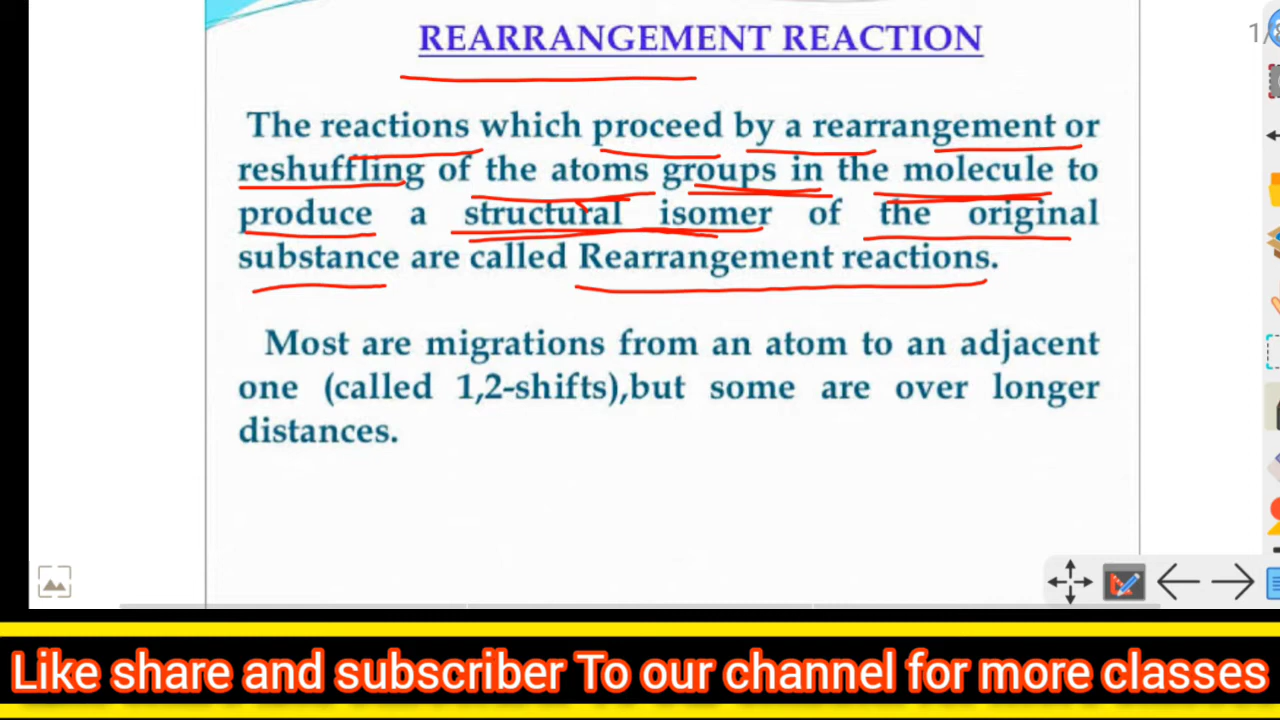 REARRANGEMENT REACTION
1/
The reactions which proceed by a rearrangement or
reshuffling of the atoms groups in the molecule to
produce a structural isomer of the original
substance are called Rearrangement reactions.
Most are migrations from an atom to an adjacent
one (called 1,2-shifts),but some are over longer
distances.
Like share and subscriber To our channel for more classes